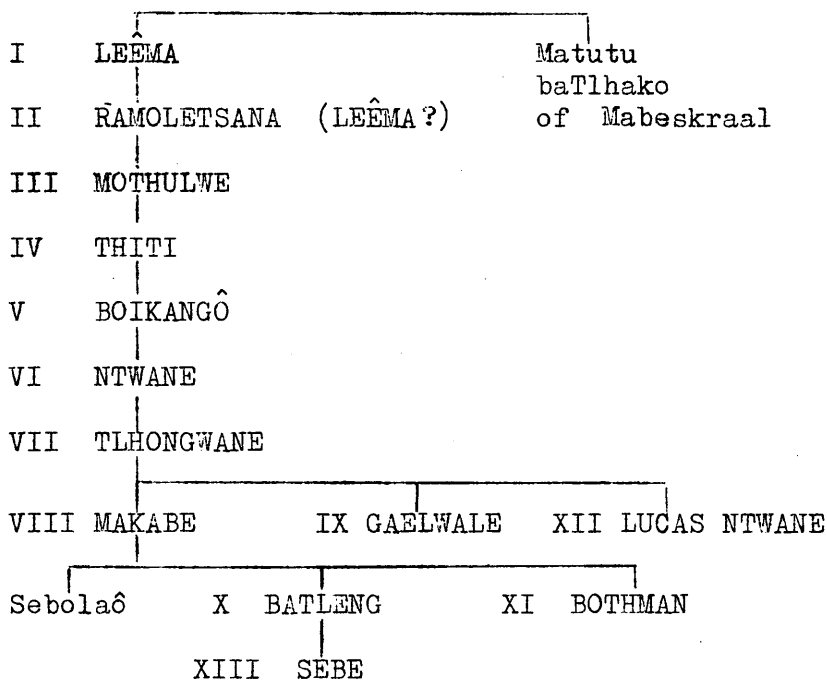 I LEÊMA Matutu
baTlhako
II RAMOLETSANA (LEÊMA?) of Mabeskraal
III MOTHULWE
IV THITI
V BOIKANGÔ
VI NTWANE
VII TLHONGWANE
VIII MAKABE IX GAELWALE XII LUCAS NTWANE
Sebolaô X BATLENG XI BOTHMAN
XIII SEBE